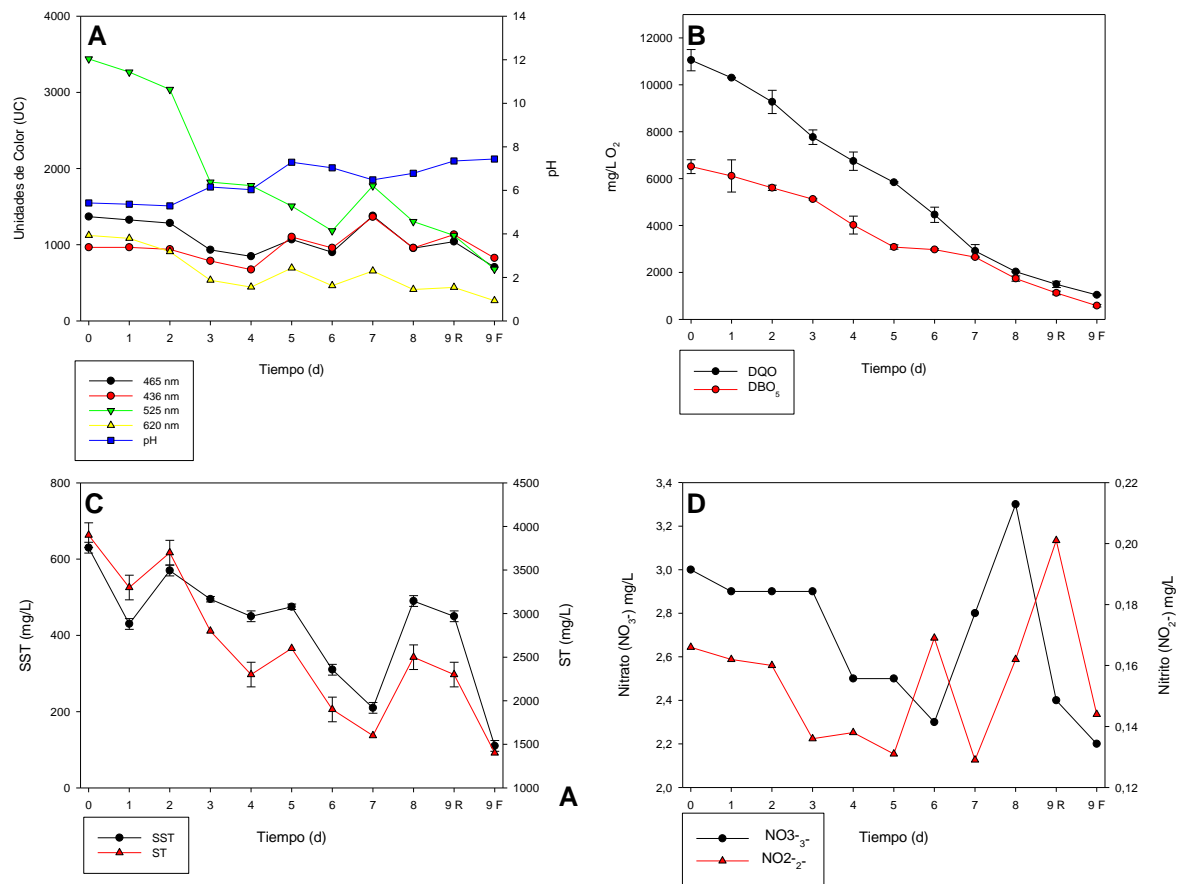 A
4000
3000
2000
1000
0
Unidades de Color (UC)
14
12
10
8
6
4
2
0
pH
0 1 2 3 4 5 6 7 8 9 R 9 F
Tiempo (d)
465 nm
436 nm
525 nm
620 nm
pH
B
12000
10000
8000
6000
4000
2000
0
mg/L O₂
0 1 2 3 4 5 6 7 8 9 R 9 F
Tiempo (d)
DQO
DBO₅
C
800
600
400
200
0
SST (mg/L)
4500
4000
3500
3000
2500
2000
1500
1000
ST (mg/L)
0 1 2 3 4 5 6 7 8 9 R 9 F
Tiempo (d)
SST
ST
A
D
3,4
3,2
3,0
2,8
2,6
2,4
2,2
2,0
Nitrato (NO₃-) mg/L
0,22
0,20
0,18
0,16
0,14
0,12
Nitrito (NO₂-) mg/L
0 1 2 3 4 5 6 7 8 9 R 9 F
Tiempo (d)
NO3-₃-
NO2-₂-